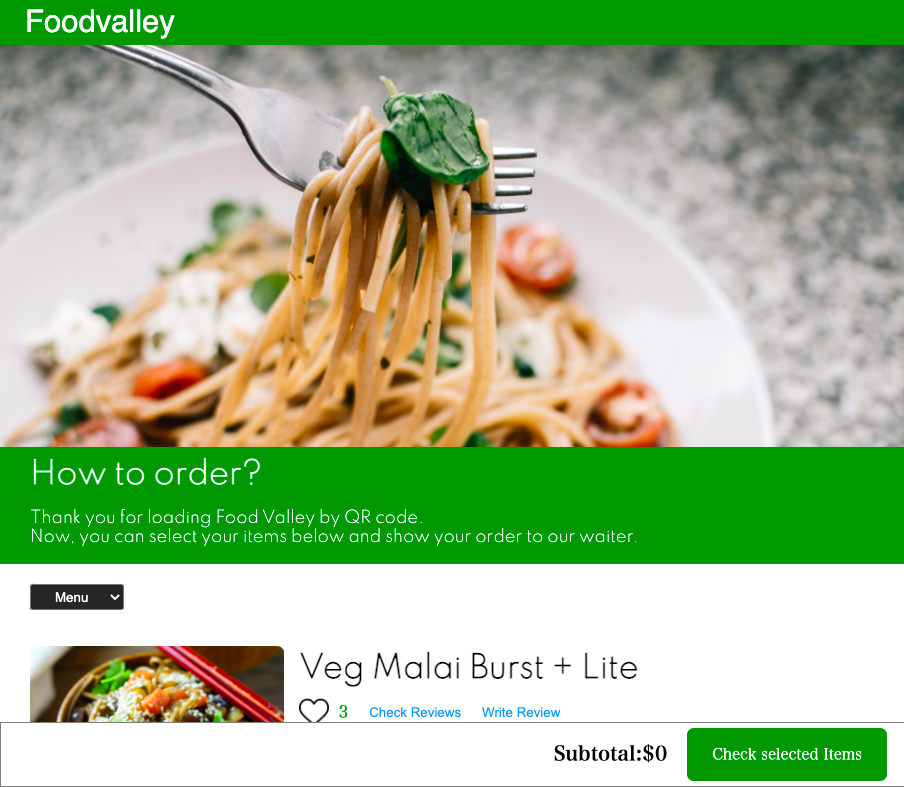 Foodvalley
How to order?
Thank you for loading Food Valley by QR code.
Now, you can select your items below and show your order to our waiter.
Menu
Veg Malai Burst + Lite
3 Check Reviews Write Review
Subtotal:$0 Check selected Items